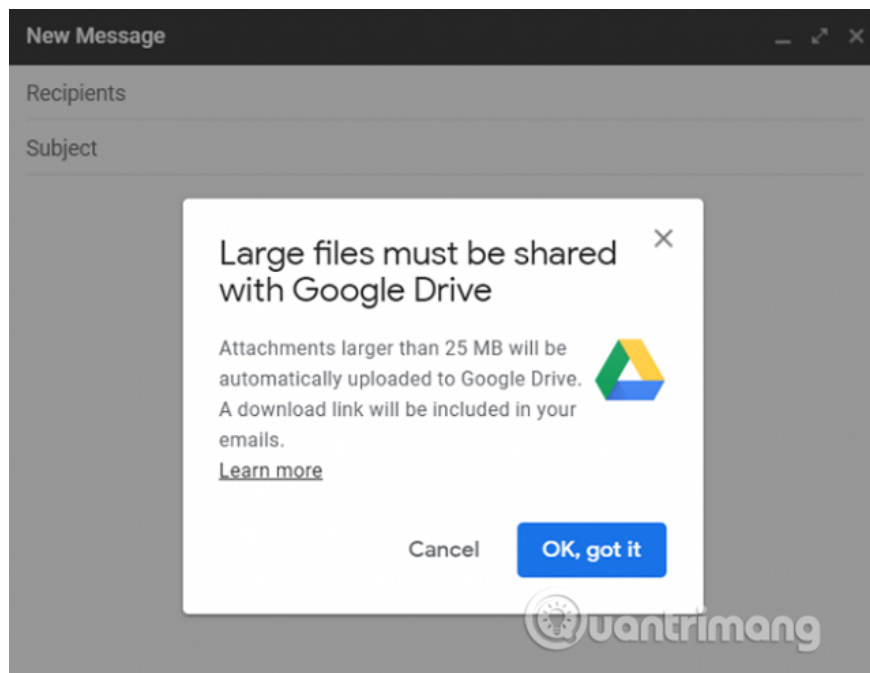 New Message
Recipients
Subject
Large files must be shared
with Google Drive
Attachments larger than 25 MB will be
automatically uploaded to Google Drive.
A download link will be included in your
emails.
Learn more
Cancel
OK, got it
Quantrimang